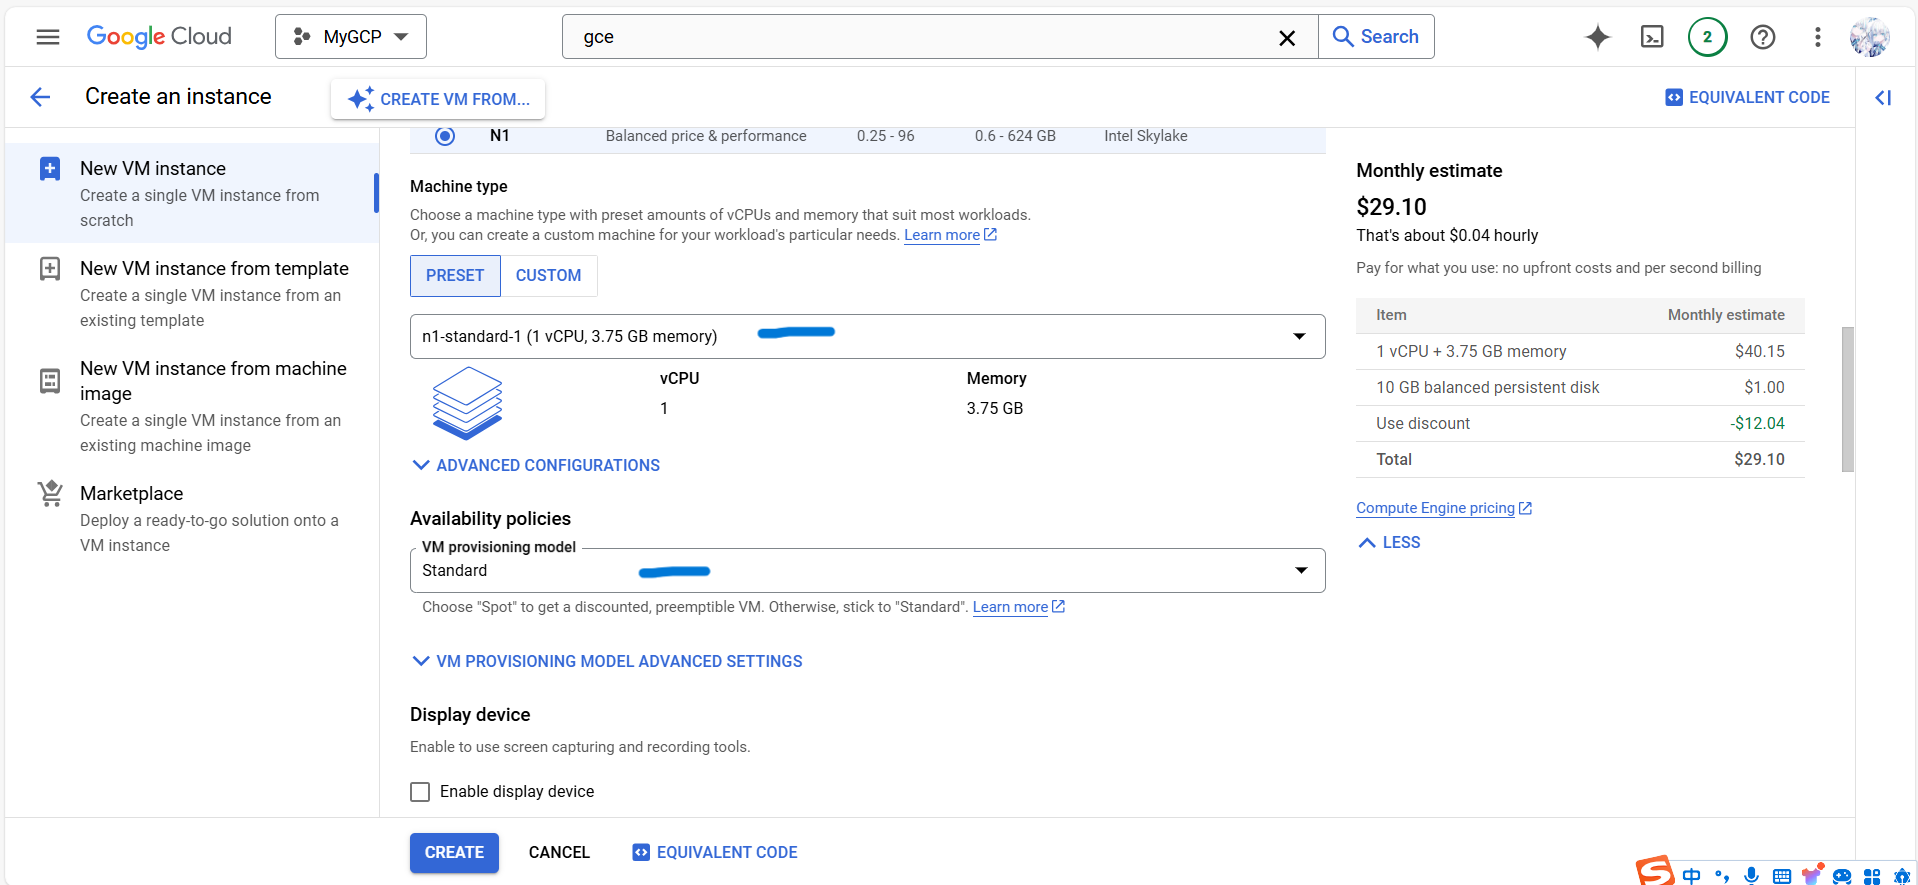 Google Cloud
MyGCP
gce
Search
2
Create an instance
CREATE VM FROM...
EQUIVALENT CODE
New VM instance
Create a single VM instance from
scratch
New VM instance from template
Create a single VM instance from an
existing template
New VM instance from machine
image
Create a single VM instance from an
existing machine image
Marketplace
Deploy a ready-to-go solution onto a
VM instance
N1 Balanced price & performance 0.25 - 96 0.6 - 624 GB Intel Skylake
Machine type
Choose a machine type with preset amounts of vCPUs and memory that suit most workloads.
Or, you can create a custom machine for your workload's particular needs. Learn more
PRESET CUSTOM
n1-standard-1 (1 vCPU, 3.75 GB memory)
vCPU Memory
1 3.75 GB
ADVANCED CONFIGURATIONS
Availability policies
VM provisioning model
Standard
Choose "Spot" to get a discounted, preemptible VM. Otherwise, stick to "Standard". Learn more
VM PROVISIONING MODEL ADVANCED SETTINGS
Display device
Enable to use screen capturing and recording tools.
Enable display device
CREATE CANCEL EQUIVALENT CODE
Monthly estimate
$29.10
That's about $0.04 hourly
Pay for what you use: no upfront costs and per second billing
Item Monthly estimate
1 vCPU + 3.75 GB memory $40.15
10 GB balanced persistent disk $1.00
Use discount -$12.04
Total $29.10
Compute Engine pricing
LESS
S 中